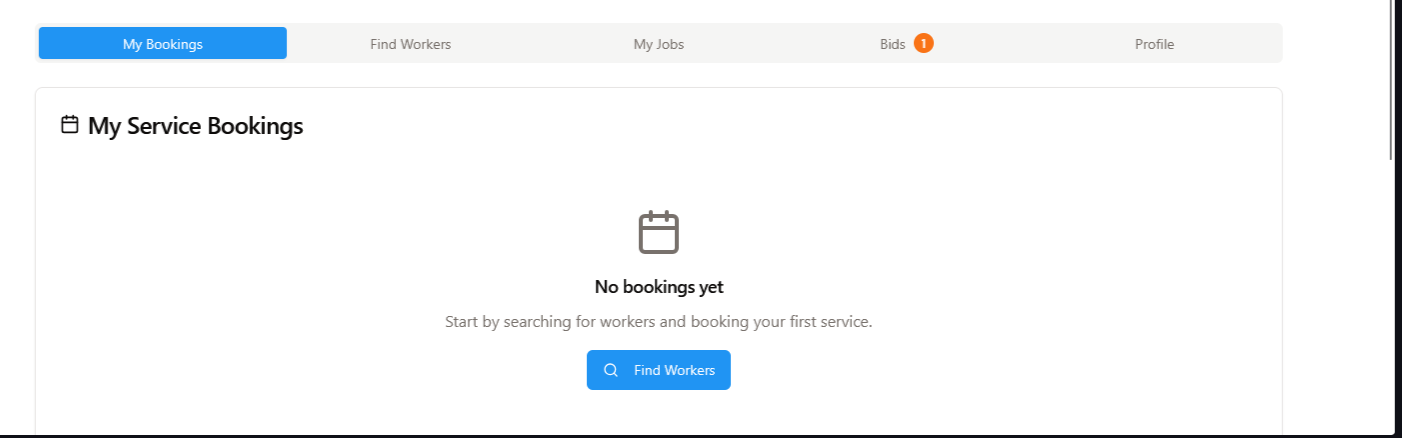 My Bookings Find Workers My Jobs Bids 1 Profile
My Service Bookings
No bookings yet
Start by searching for workers and booking your first service.
Find Workers